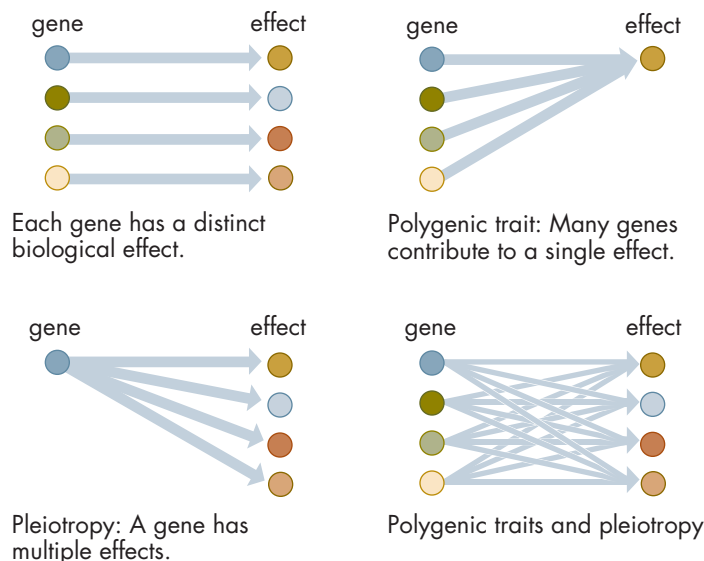 gene effect
Each gene has a distinct
biological effect.
gene effect
Polygenic trait: Many genes
contribute to a single effect.
gene effect
Pleiotropy: A gene has
multiple effects.
gene effect
Polygenic traits and pleiotropy